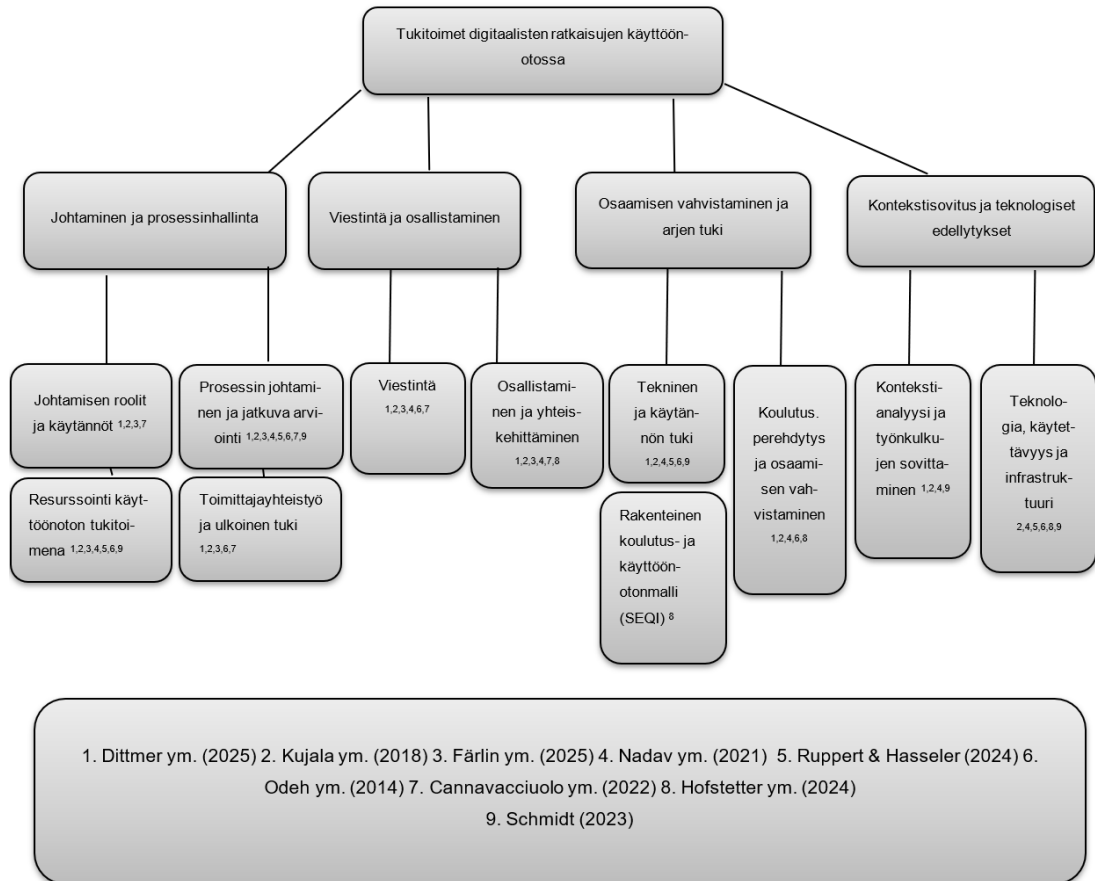 Tukitoimet digitaalisten ratkaisujen käyttöön-
otossa
Johtaminen ja prosessinhallinta
Viestintä ja osallistaminen
Osaamisen vahvistaminen ja
arjen tuki
Kontekstisovitus ja teknologiset
edellytykset
Johtamisen roolit
ja käytännöt 1,2,3,7
Prosessin johtami-
nen ja jatkuva arvi-
ointi 1,2,3,4,5,6,7,9
Viestintä
1,2,3,4,6,7
Osallistami-
nen ja yhteis-
kehittäminen
1,2,3,4,7,8
Tekninen
ja käytän-
nön tuki
1,2,4,5,6,9
Koulutus.
perehdytys
ja osaami-
sen vah-
vistaminen
1,2,4,6,8
Konteksti-
analyysi ja
työnkulku-
jen sovitta-
minen 1,2,4,9
Teknolo-
gia, käytet-
tävyys ja
infrastruk-
tuuri
2,4,5,6,8,9
Resurssointi käyt-
töönoton tukitoi-
mena 1,2,3,4,5,6,9
Toimittajayhteistyö
ja ulkoinen tuki
1,2,3,6,7
Rakenteinen
koulutus- ja
käyttöön-
otonmalli
(SEQI) 8
1. Dittmer ym. (2025) 2. Kujala ym. (2018) 3. Färlin ym. (2025) 4. Nadav ym. (2021) 5. Ruppert & Hasseler (2024) 6.
Odeh ym. (2014) 7. Cannavacciuolo ym. (2022) 8. Hofstetter ym. (2024)
9. Schmidt (2023)